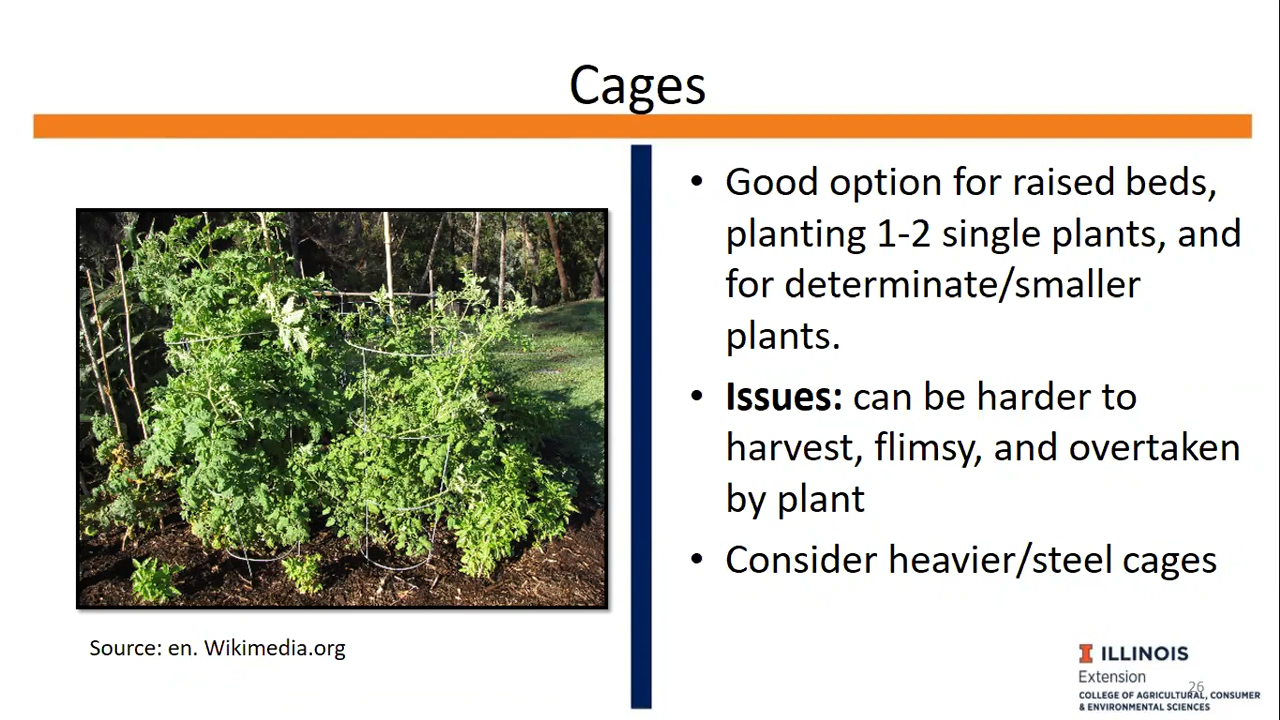 Cages
• Good option for raised beds,
planting 1-2 single plants, and
for determinate/smaller
plants.
• Issues: can be harder to
harvest, flimsy, and overtaken
by plant
• Consider heavier/steel cages
Source: en. Wikimedia.org
I ILLINOIS
Extension
26
COLLEGE OF AGRICULTURAL, CONSUMER
& ENVIRONMENTAL SCIENCES